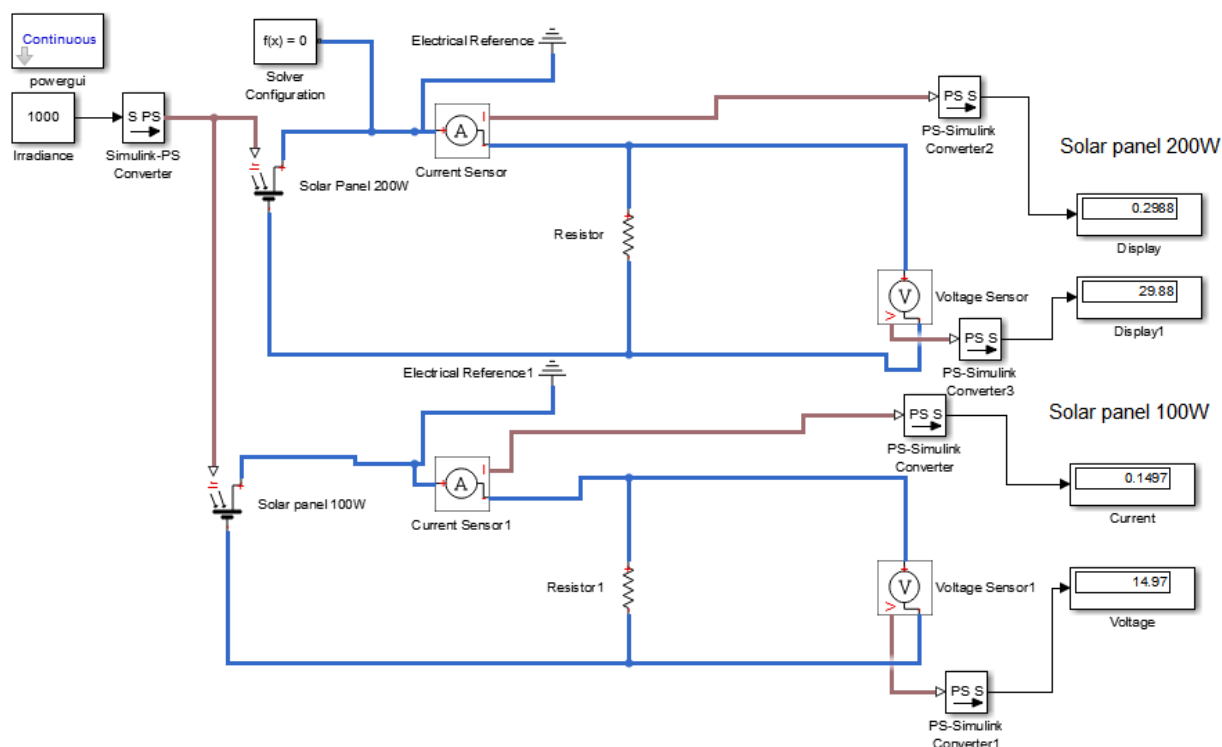 Continuous
powergui
f(x) = 0
Solver
Configuration
Electrical Reference
1000
Irradiance
S PS
Simulink-PS
Converter
Solar Panel 200W
A
I
Current Sensor
PS S
PS-Simulink
Converter2
Solar panel 200W
0.2988
Display
Resistor
V
V
Voltage Sensor
PS S
PS-Simulink
Converter3
29.88
Display1
Electrical Reference1
Solar panel 100W
A
I
Current Sensor1
PS S
PS-Simulink
Converter
Solar panel 100W
0.1497
Current
Resistor1
V
V
Voltage Sensor1
PS S
PS-Simulink
Converter1
14.97
Voltage